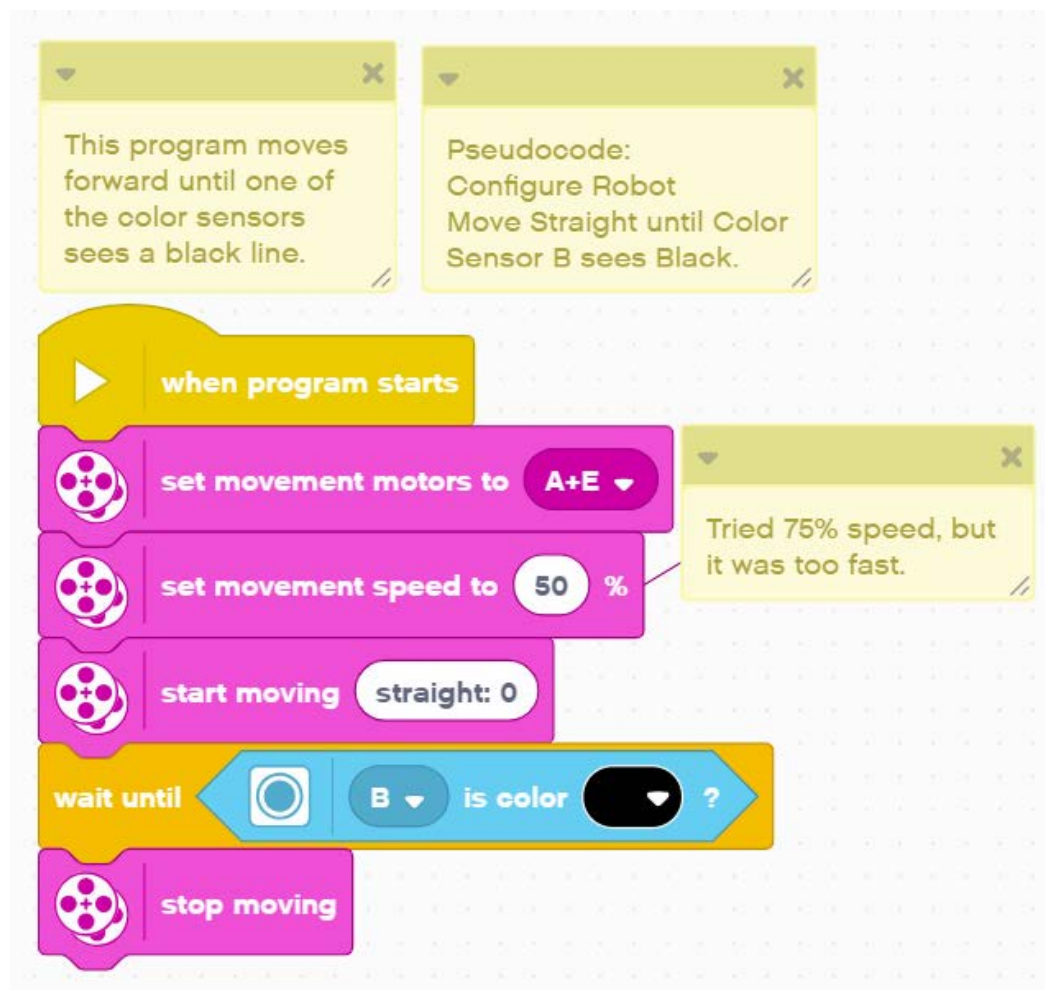 This program moves
forward until one of
the color sensors
sees a black line.
Pseudocode:
Configure Robot
Move Straight until Color
Sensor B sees Black.
when program starts
set movement motors to A+E
Tried 75% speed, but
it was too fast.
set movement speed to 50 %
start moving straight: 0
wait until B is color ?
stop moving